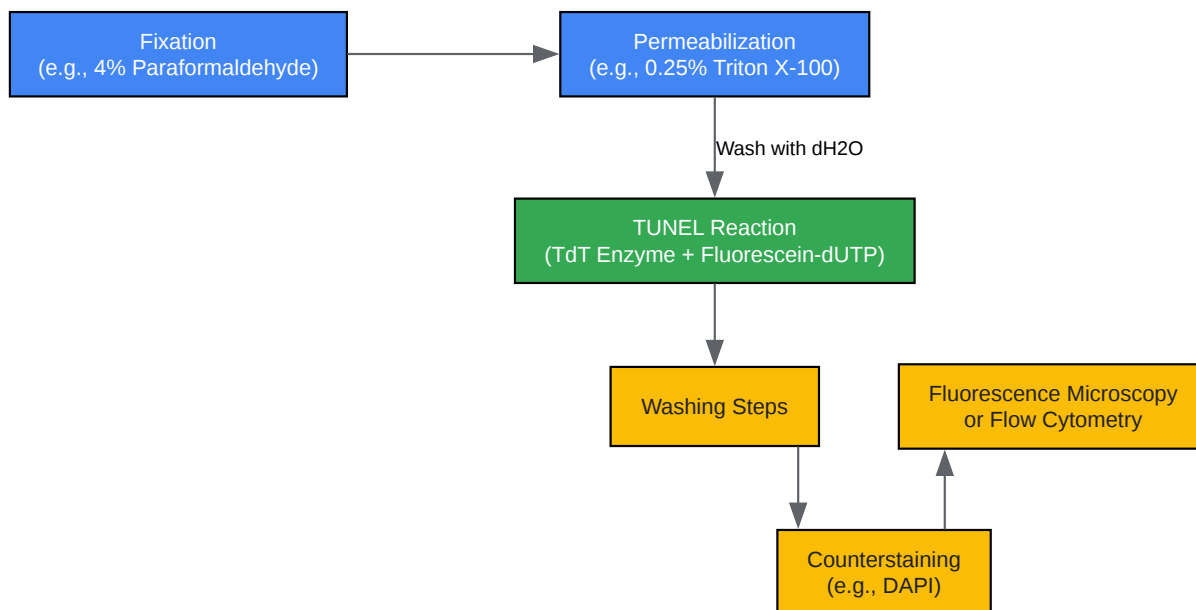 Fixation
(e.g., 4% Paraformaldehyde)
Permeabilization
(e.g., 0.25% Triton X-100)
Wash with dH2O
TUNEL Reaction
(TdT Enzyme + Fluorescein-dUTP)
Washing Steps
Counterstaining
(e.g., DAPI)
Fluorescence Microscopy
or Flow Cytometry